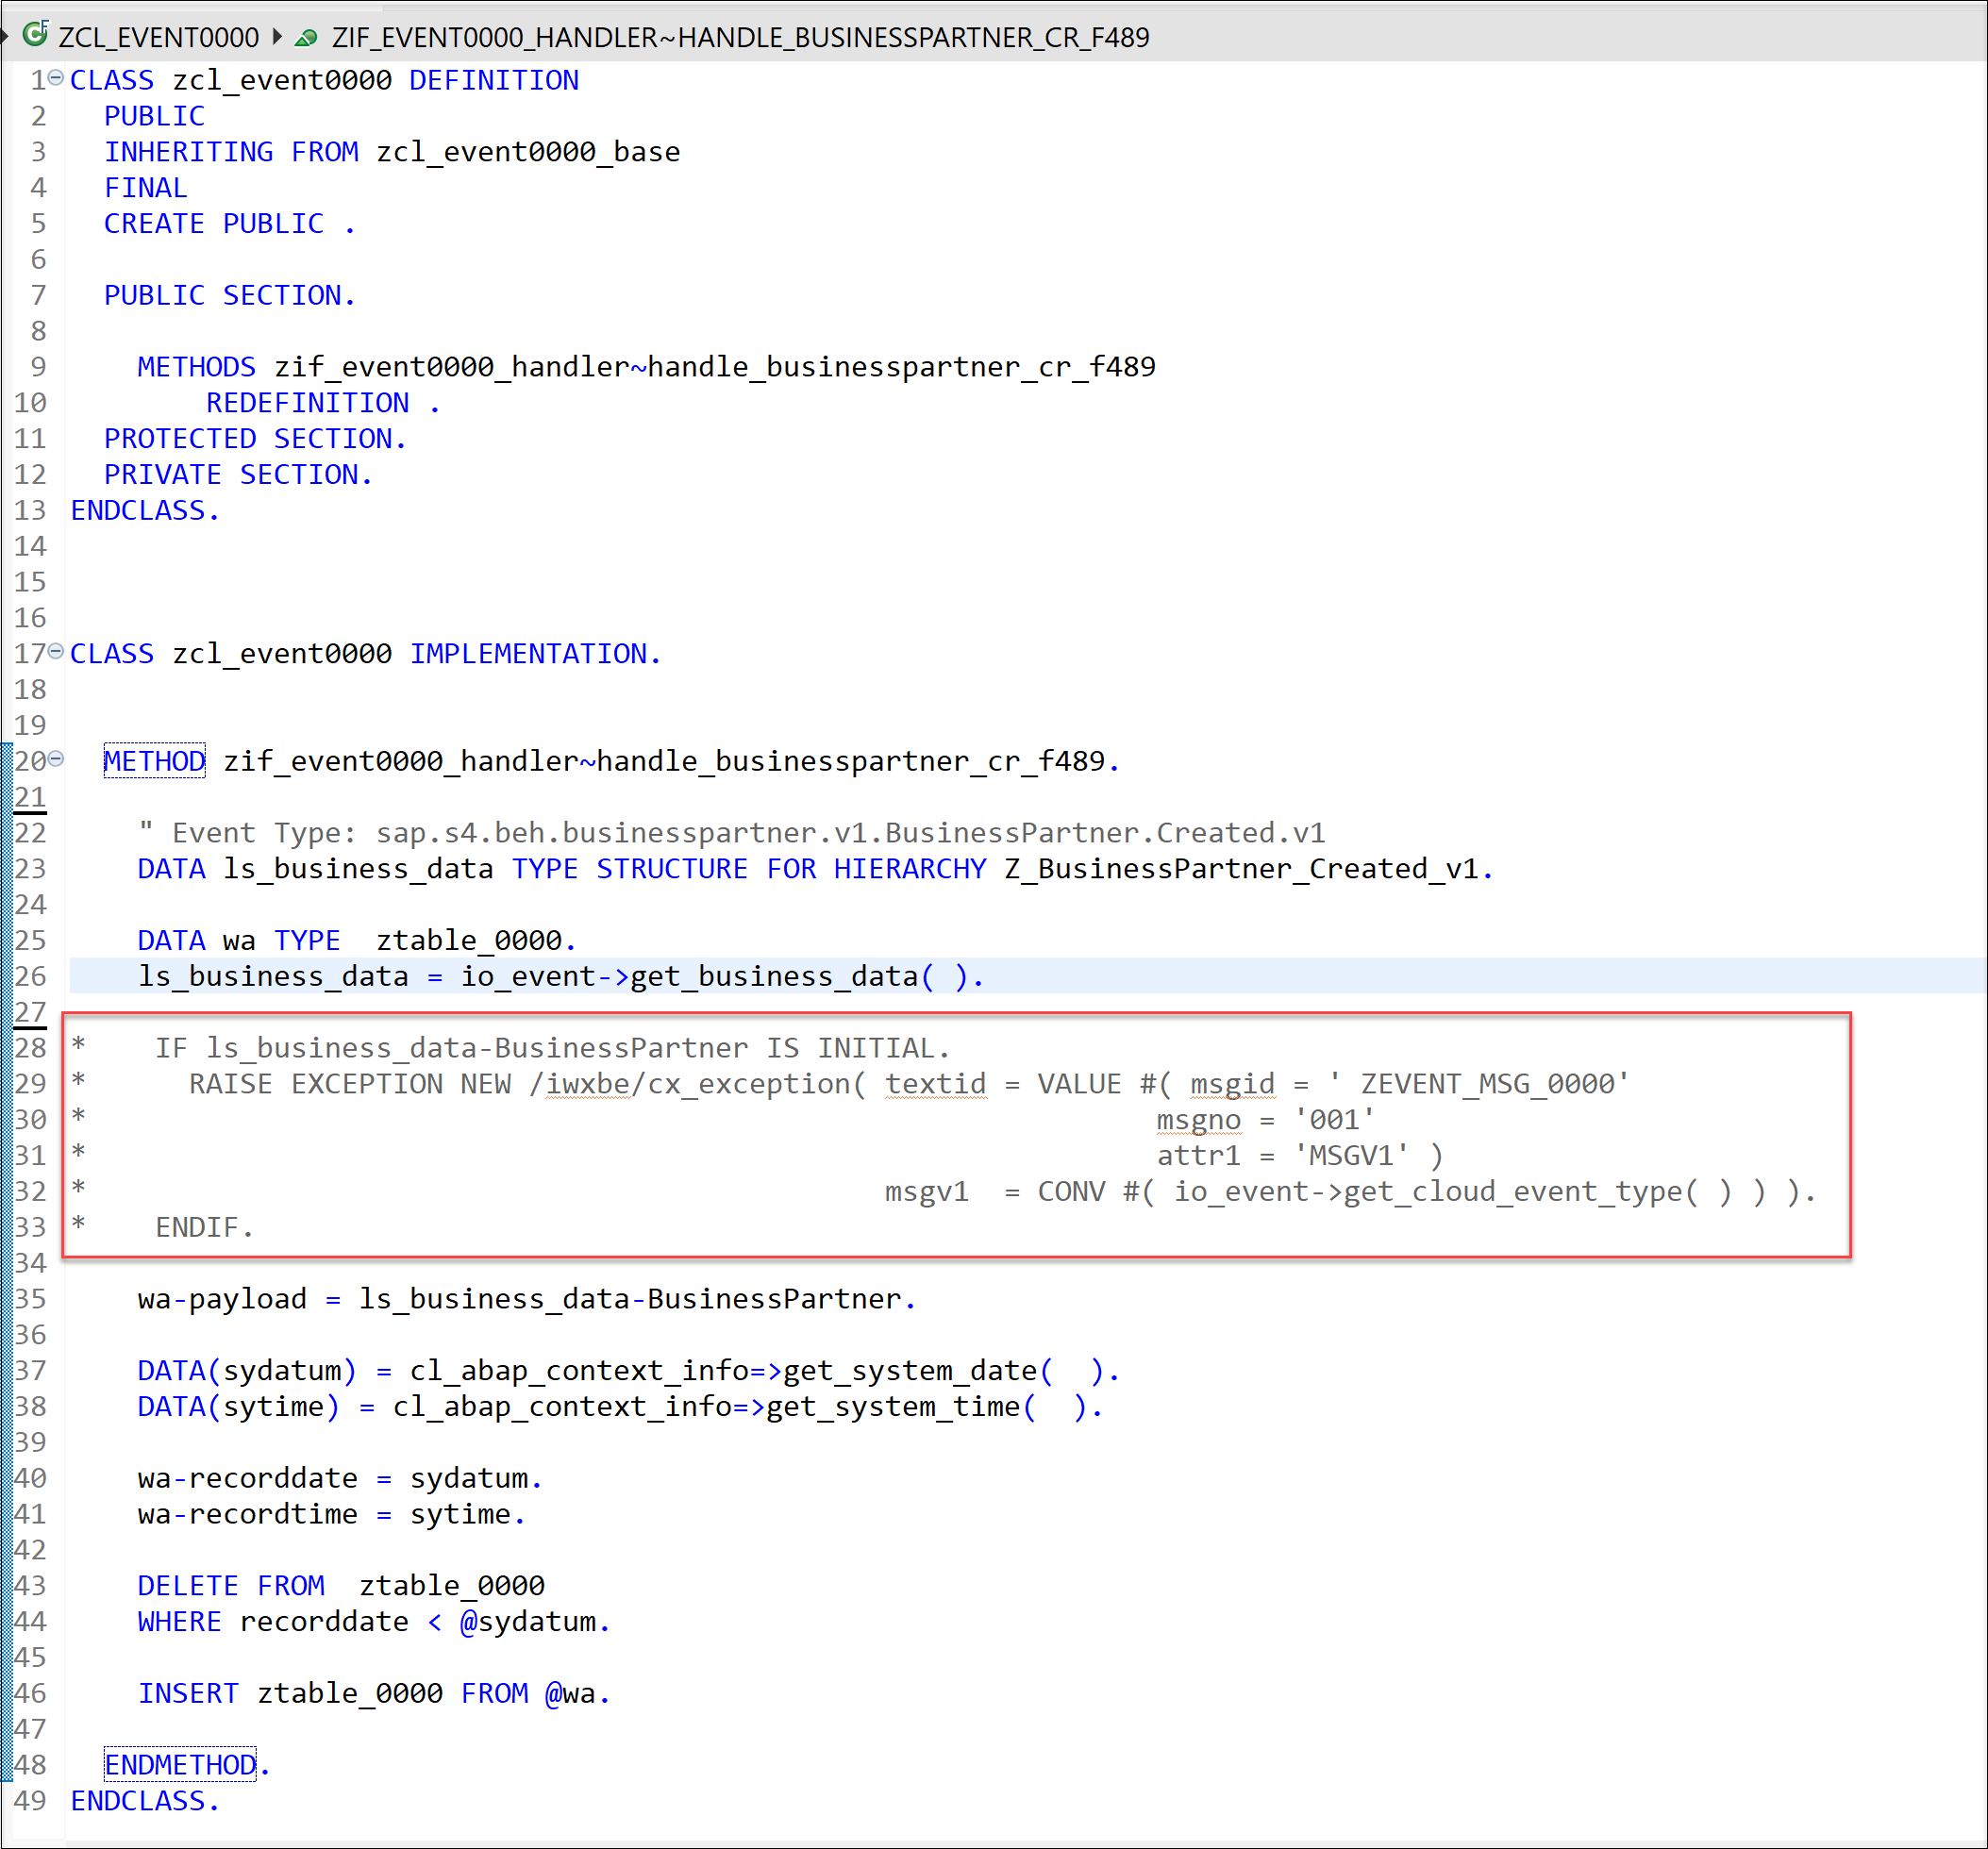 ZCL_EVENT0000 ZIF_EVENT0000_HANDLER~HANDLE_BUSINESSPARTNER_CR_F489
1 CLASS zcl_event0000 DEFINITION
2 PUBLIC
3 INHERITING FROM zcl_event0000_base
4 FINAL
5 CREATE PUBLIC .
6
7 PUBLIC SECTION.
8
9 METHODS zif_event0000_handler~handle_businesspartner_cr_f489
10 REDEFINITION .
11 PROTECTED SECTION.
12 PRIVATE SECTION.
13 ENDCLASS.
14
15
16
17 CLASS zcl_event0000 IMPLEMENTATION.
18
19
20 METHOD zif_event0000_handler~handle_businesspartner_cr_f489.
21
22 " Event Type: sap.s4.beh.businesspartner.v1.BusinessPartner.Created.v1
23 DATA ls_business_data TYPE STRUCTURE FOR HIERARCHY Z_BusinessPartner_Created_v1.
24
25 DATA wa TYPE  ztable_0000.
26 ls_business_data = io_event->get_business_data( ).
27
28 * IF ls_business_data-BusinessPartner IS INITIAL.
29 * RAISE EXCEPTION NEW /iwxbe/cx_exception( textid = VALUE #( msgid = ' ZEVENT_MSG_0000'
30 * msgno = '001'
31 * attr1 = 'MSGV1' )
32 * msgv1  = CONV #( io_event->get_cloud_event_type( ) ) ).
33 * ENDIF.
34
35 wa-payload = ls_business_data-BusinessPartner.
36
37 DATA(sydatum) = cl_abap_context_info=>get_system_date(  ).
38 DATA(sytime) = cl_abap_context_info=>get_system_time(  ).
39
40 wa-recorddate = sydatum.
41 wa-recordtime = sytime.
42
43 DELETE FROM  ztable_0000
44 WHERE recorddate < @sydatum.
45
46 INSERT ztable_0000 FROM @wa.
47
48 ENDMETHOD.
49 ENDCLASS.